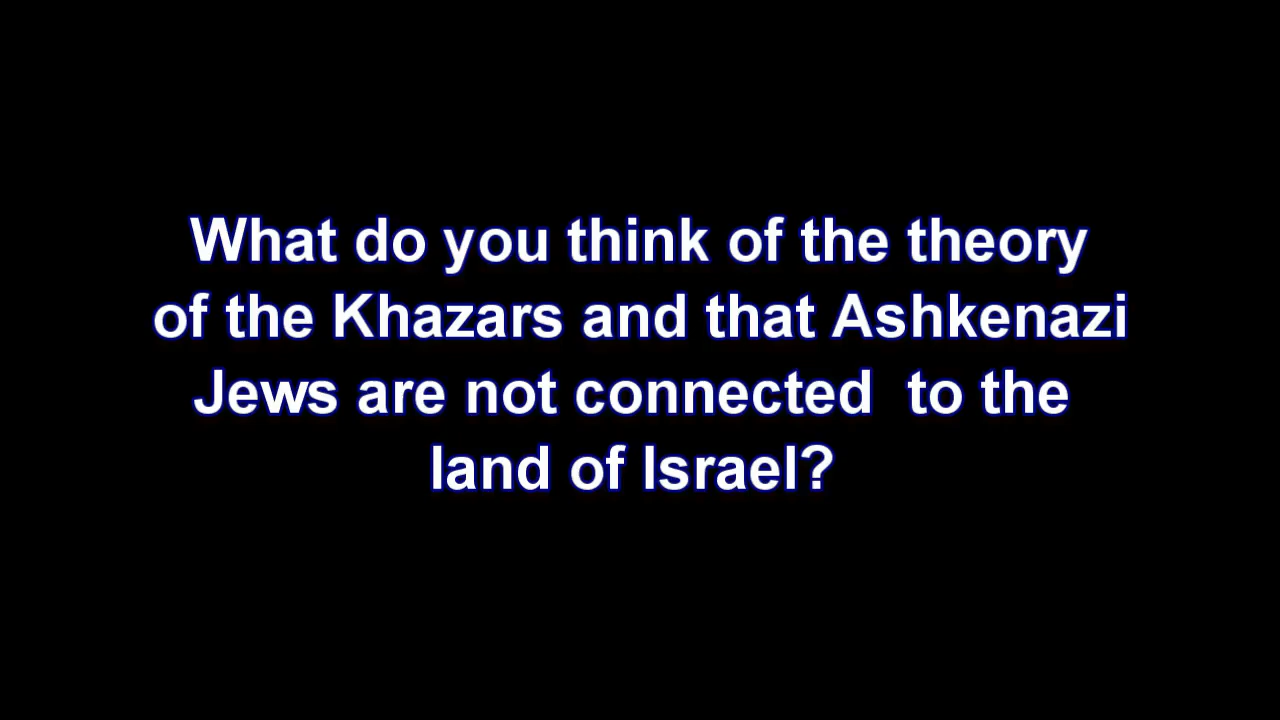 What do you think of the theory
of the Khazars and that Ashkenazi
Jews are not connected  to the
land of Israel?